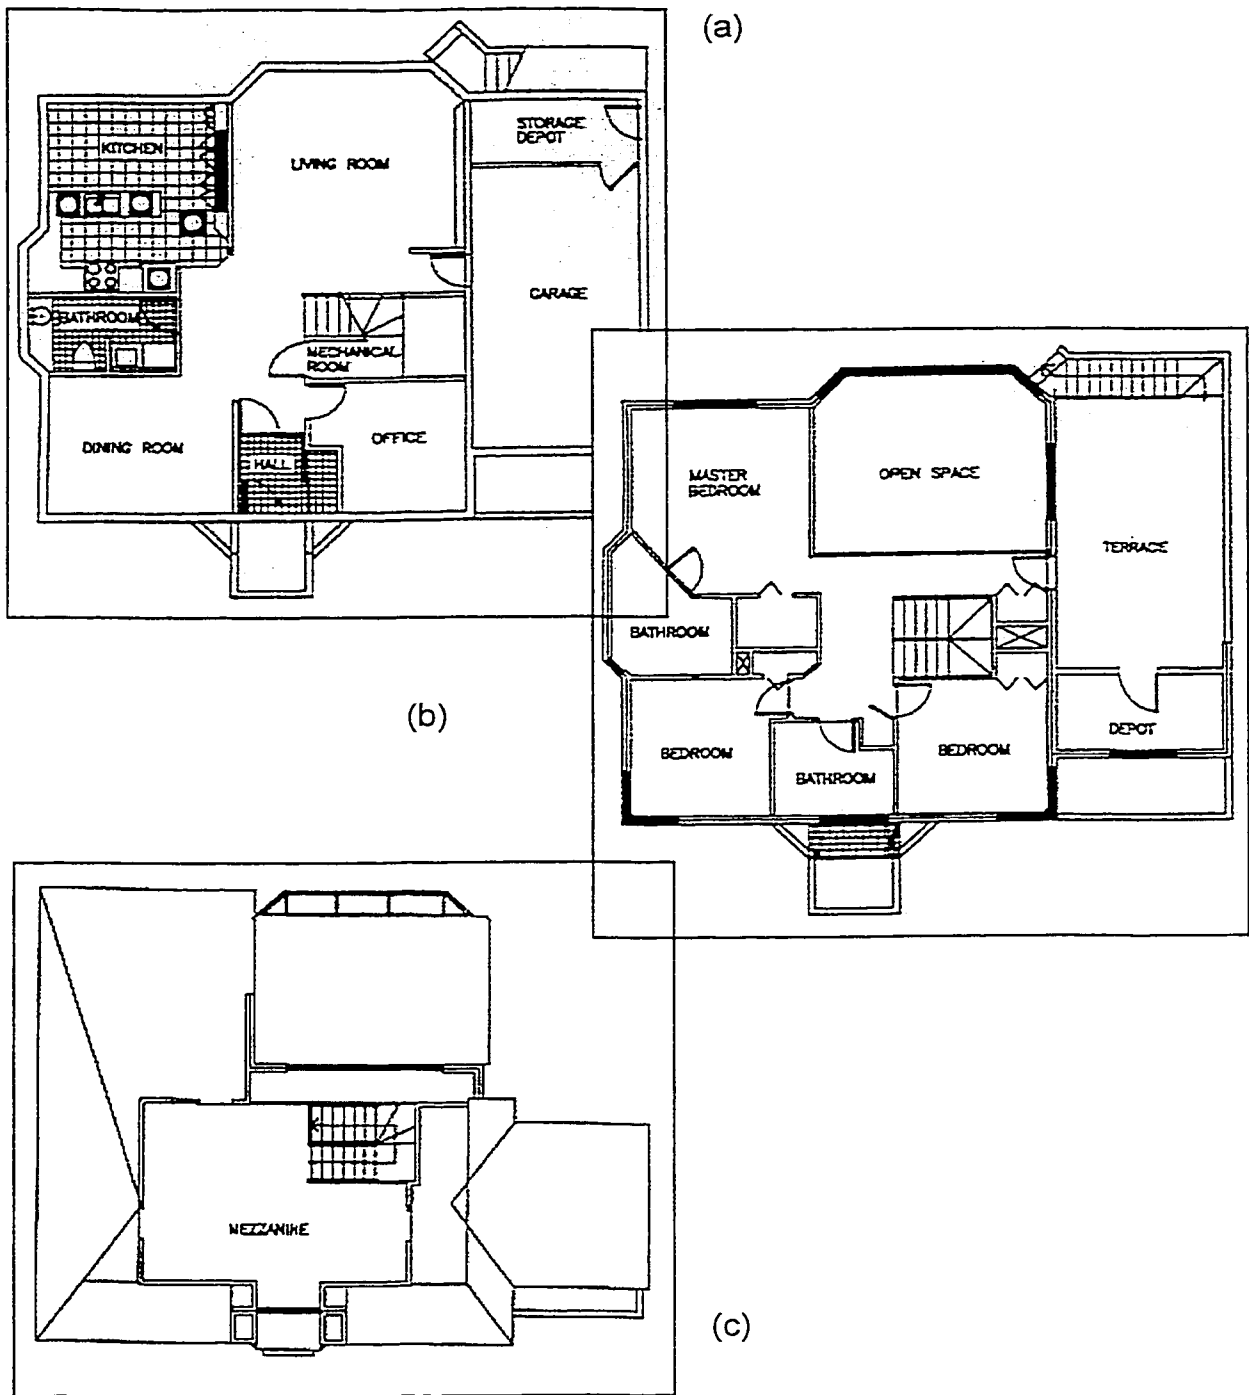 (a)
STORAGE
DEPOT
KITCHEN
LIVING ROOM
GARAGE
BATHROOM
MECHANICAL
ROOM
DINING ROOM
HALL
OFFICE
(b)
MASTER
BEDROOM
OPEN SPACE
TERRACE
BATHROOM
BEDROOM
BATHROOM
BEDROOM
DEPOT
(c)
MEZZANINE